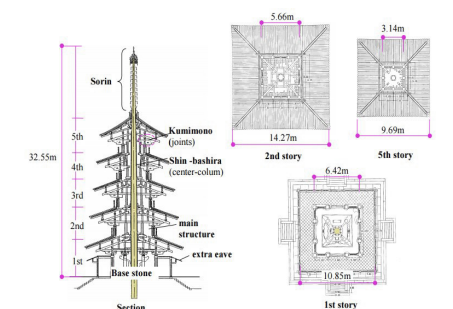 Sorin
32.55m
5th
4th
3rd
2nd
1st
Kumimono
(joints)
Shin -bashira
(center-colum)
main
structure
extra eave
Base stone
Section
5.66m
14.27m
2nd story
3.14m
9.69m
5th story
6.42m
10.85m
1st story